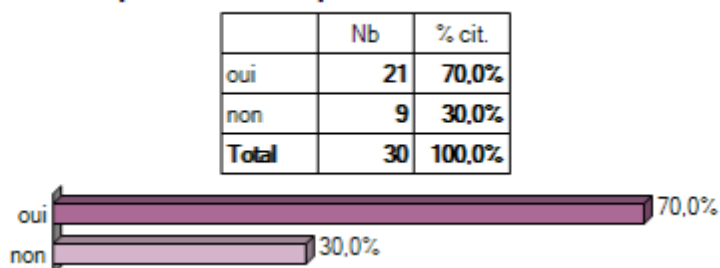 Nb % cit.
oui 21 70,0%
non 9 30,0%
Total 30 100,0%
oui 70,0%
non 30,0%